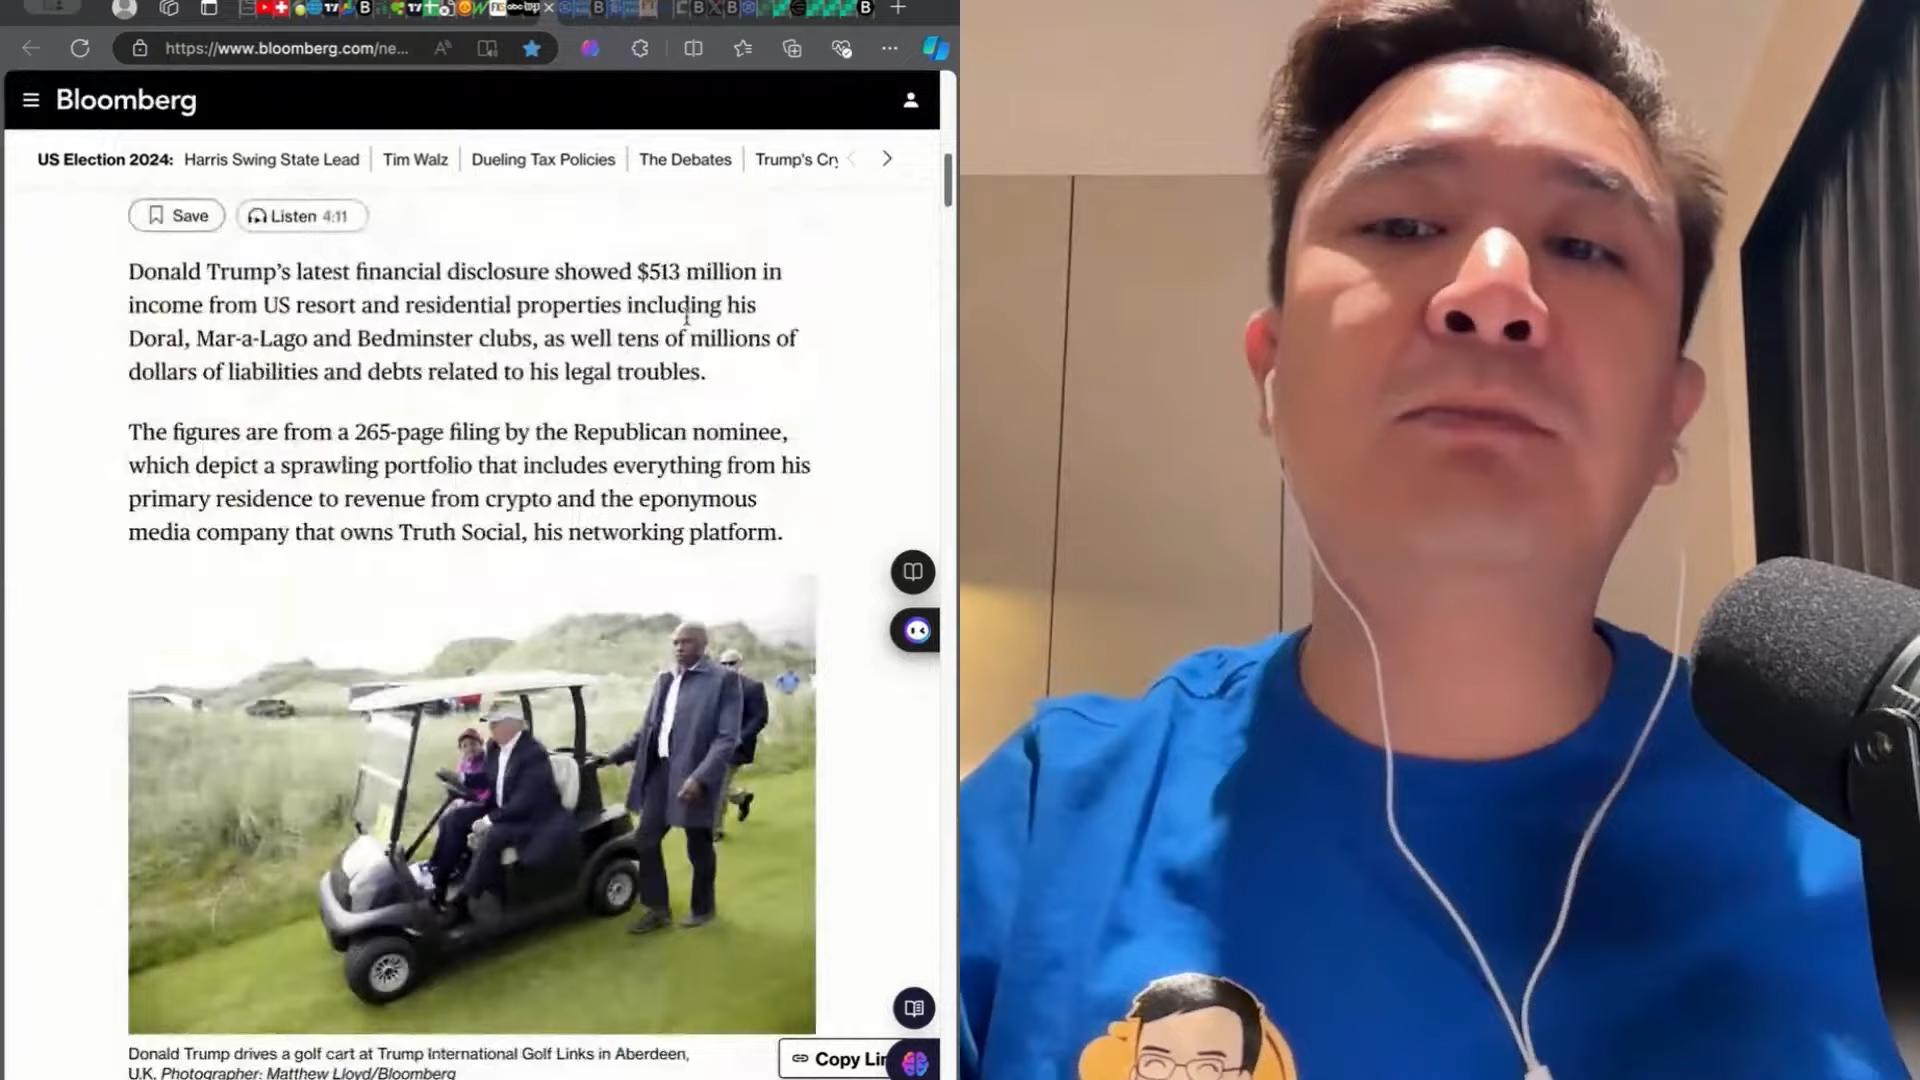 https://www.bloomberg.com/ne...
Bloomberg
US Election 2024: Harris Swing State Lead Tim Walz Dueling Tax Policies The Debates Trump's Cry
Save Listen 4:11
Donald Trump's latest financial disclosure showed $513 million in
income from US resort and residential properties including his
Doral, Mar-a-Lago and Bedminster clubs, as well tens of millions of
dollars of liabilities and debts related to his legal troubles.
The figures are from a 265-page filing by the Republican nominee,
which depict a sprawling portfolio that includes everything from his
primary residence to revenue from crypto and the eponymous
media company that owns Truth Social, his networking platform.
Donald Trump drives a golf cart at Trump International Golf Links in Aberdeen,
U.K. Photographer: Matthew Lloyd/Bloomberg
Copy Lin